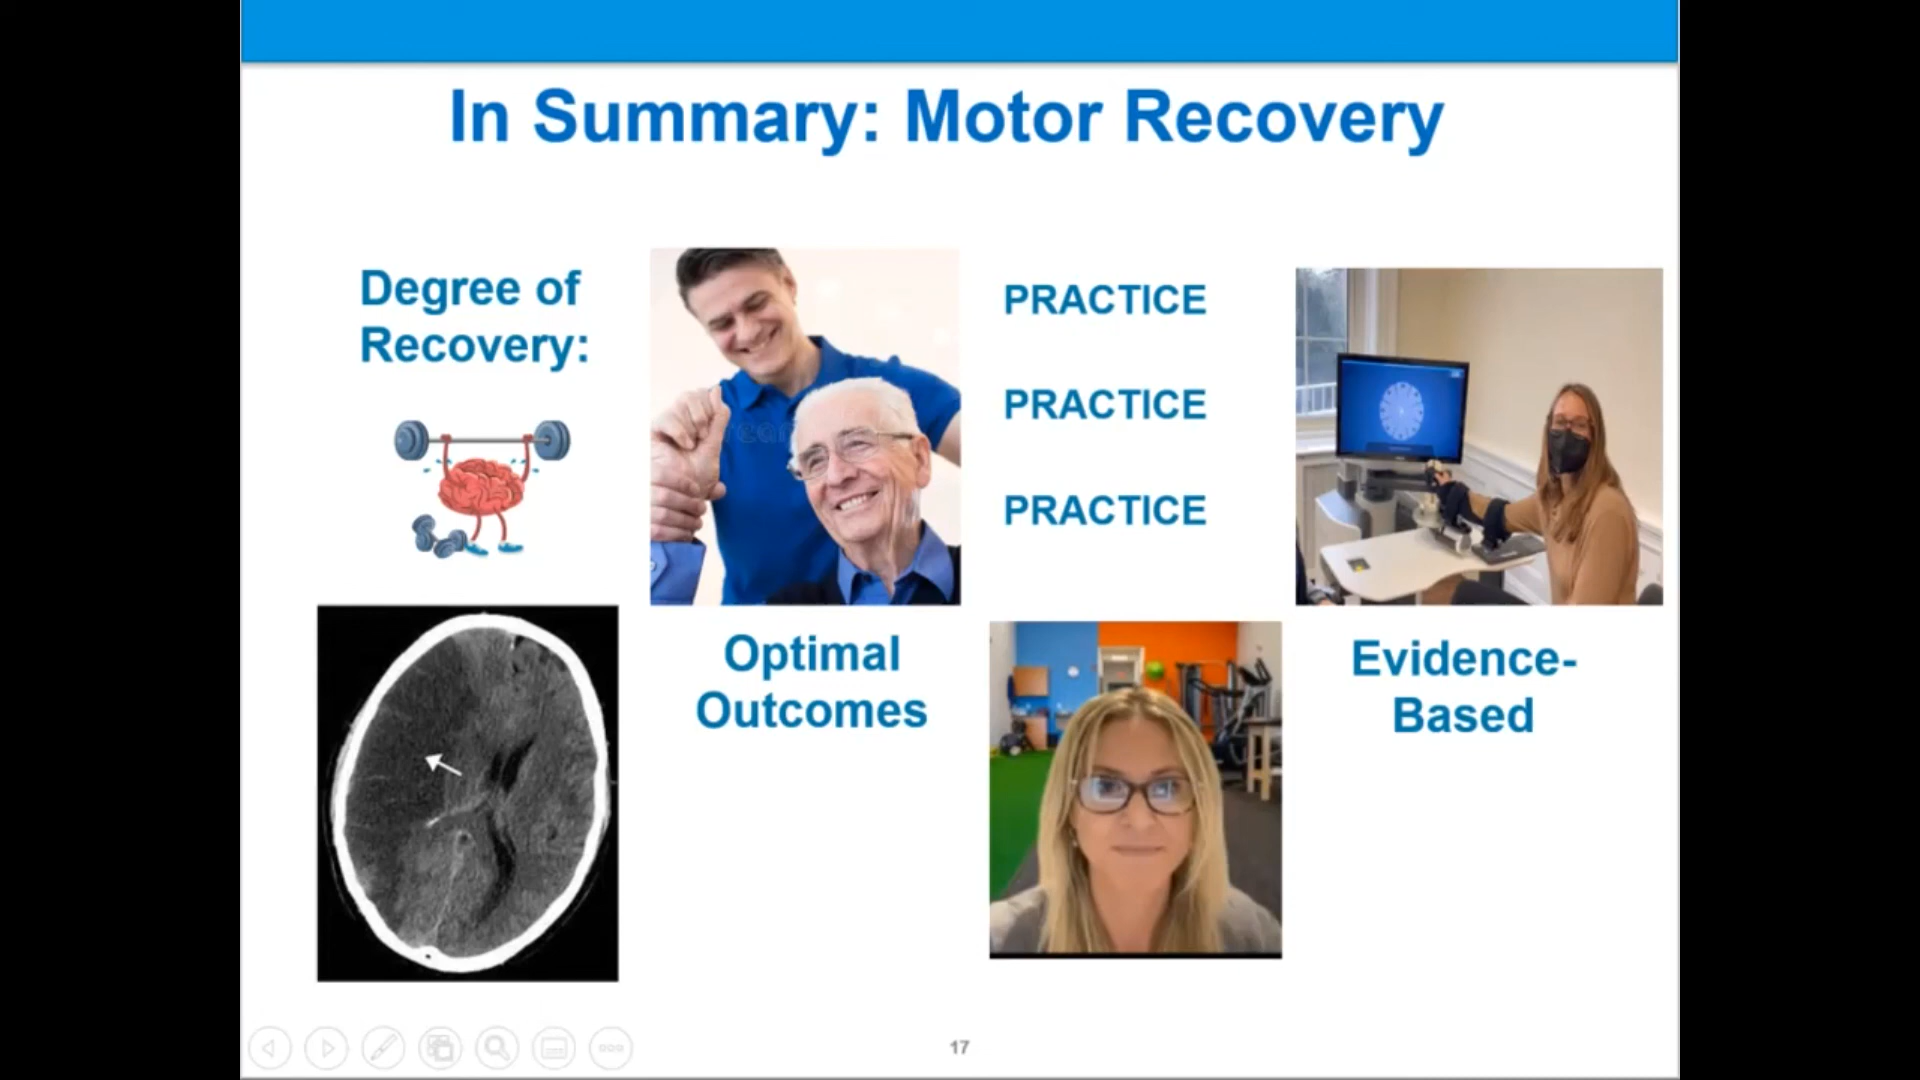 In Summary: Motor Recovery
Degree of
Recovery:
PRACTICE
PRACTICE
PRACTICE
Optimal
Outcomes
Evidence-
Based
17